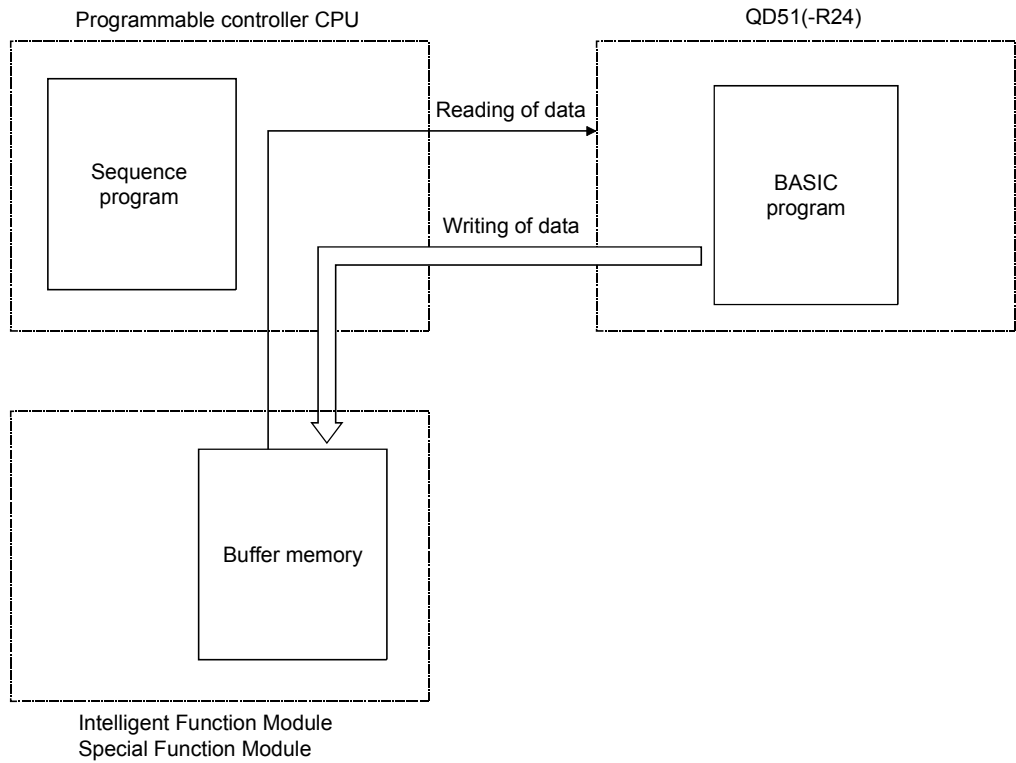 Programmable controller CPU
QD51(-R24)
Reading of data
Sequence
program
BASIC
program
Writing of data
Buffer memory
Intelligent Function Module
Special Function Module